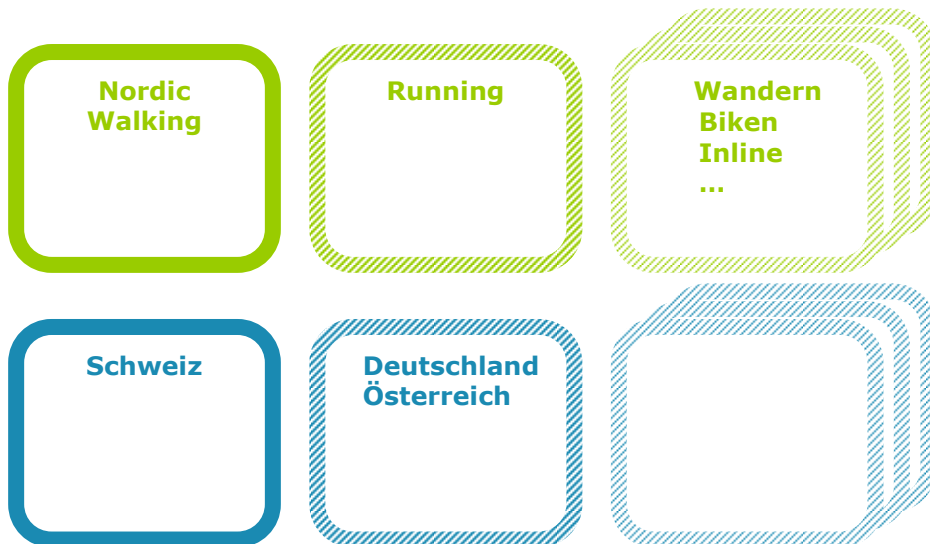 Nordic
Walking
Running
Wandern
Biken
Inline
...
Schweiz
Deutschland
Österreich